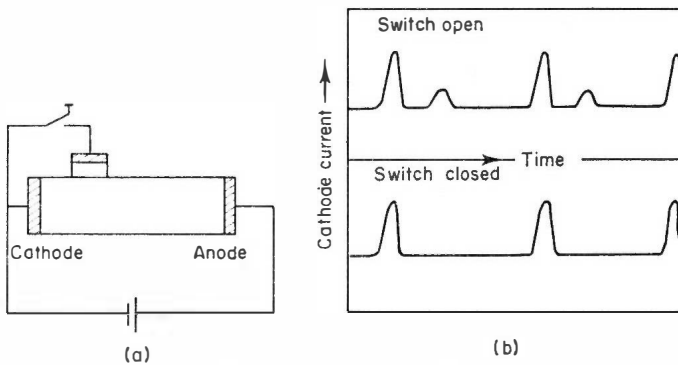 Cathode
Anode
(a)
Switch open
Cathode current
Time
Switch closed
(b)